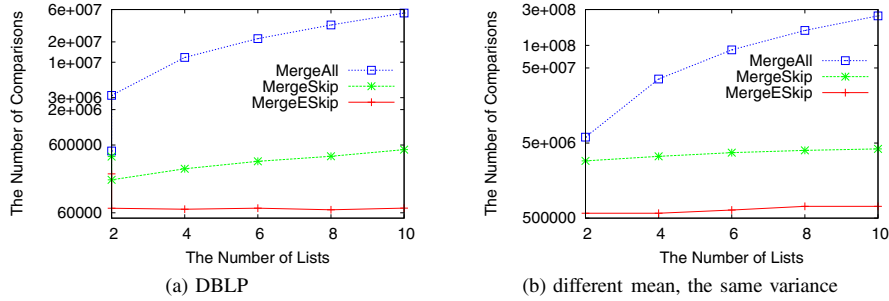 The Number of Comparisons
6e+007
2e+007
1e+007
3e+006
2e+006
600000
60000
MergeAll
MergeSkip
MergeESkip
2 4 6 8 10
The Number of Lists
(a) DBLP
The Number of Comparisons
3e+008
1e+008
5e+007
5e+006
500000
MergeAll
MergeSkip
MergeESkip
2 4 6 8 10
The Number of Lists
(b) different mean, the same variance